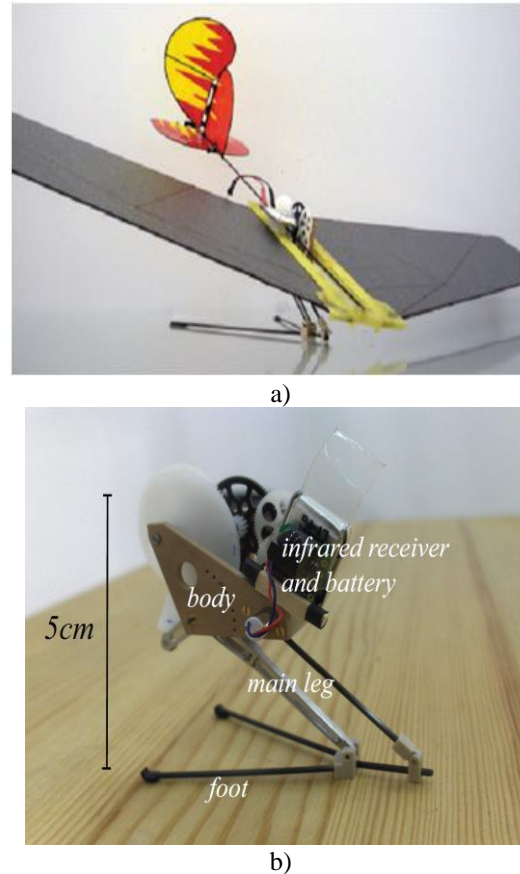 a)
infrared receiver
and battery
body
5cm
main leg
foot
b)